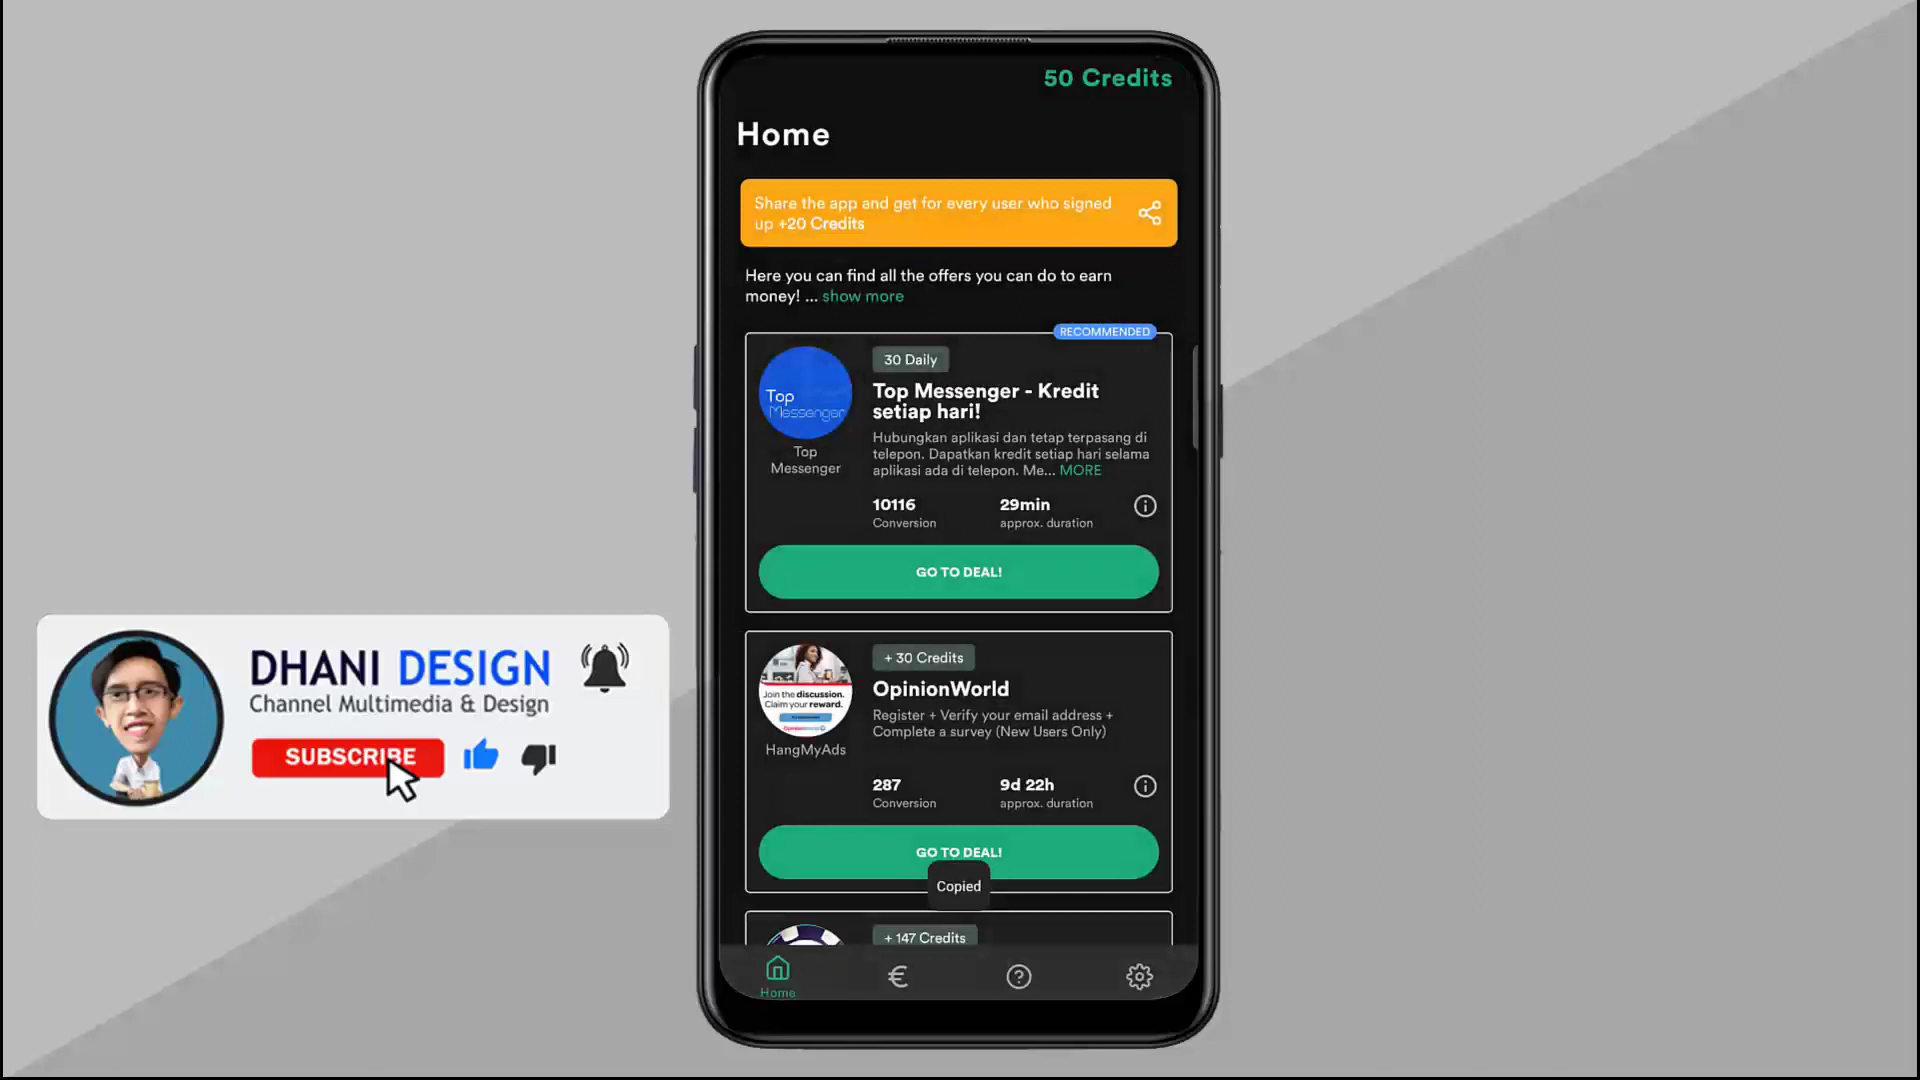 50 Credits
Home
Share the app and get for every user who signed
up +20 Credits
Here you can find all the offers you can do to earn
money! ... show more
RECOMMENDED
30 Daily
Top Messenger - Kredit
setiap hari!
Top
Messenger
Hubungkan aplikasi dan tetap terpasang di
telepon. Dapatkan kredit setiap hari selama
aplikasi ada di telepon. Me... MORE
Top
Messenger
10116
Conversion
29min
approx. duration
GO TO DEAL!
+ 30 Credits
OpinionWorld
Join the discussion.
Claim your reward.
Register + Verify your email address +
Complete a survey (New Users Only)
HangMyAds
287
Conversion
9d 22h
approx. duration
GO TO DEAL!
Copied
+ 147 Credits
Home
DHANI DESIGN
Channel Multimedia & Design
SUBSCRIBE